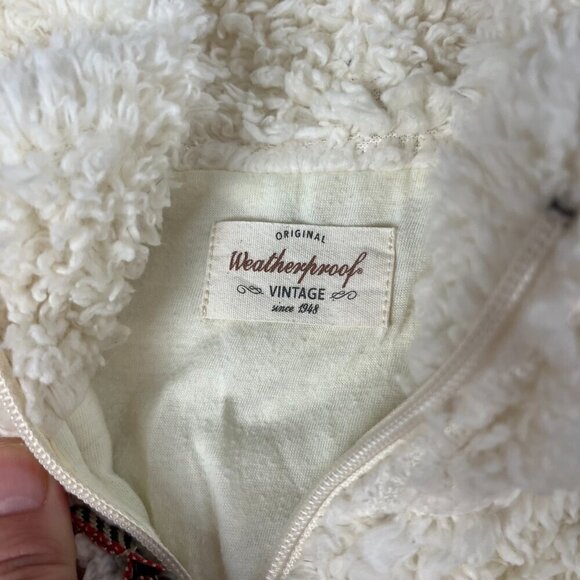 ORIGINAL
Weatherproof®
VINTAGE
since 1948